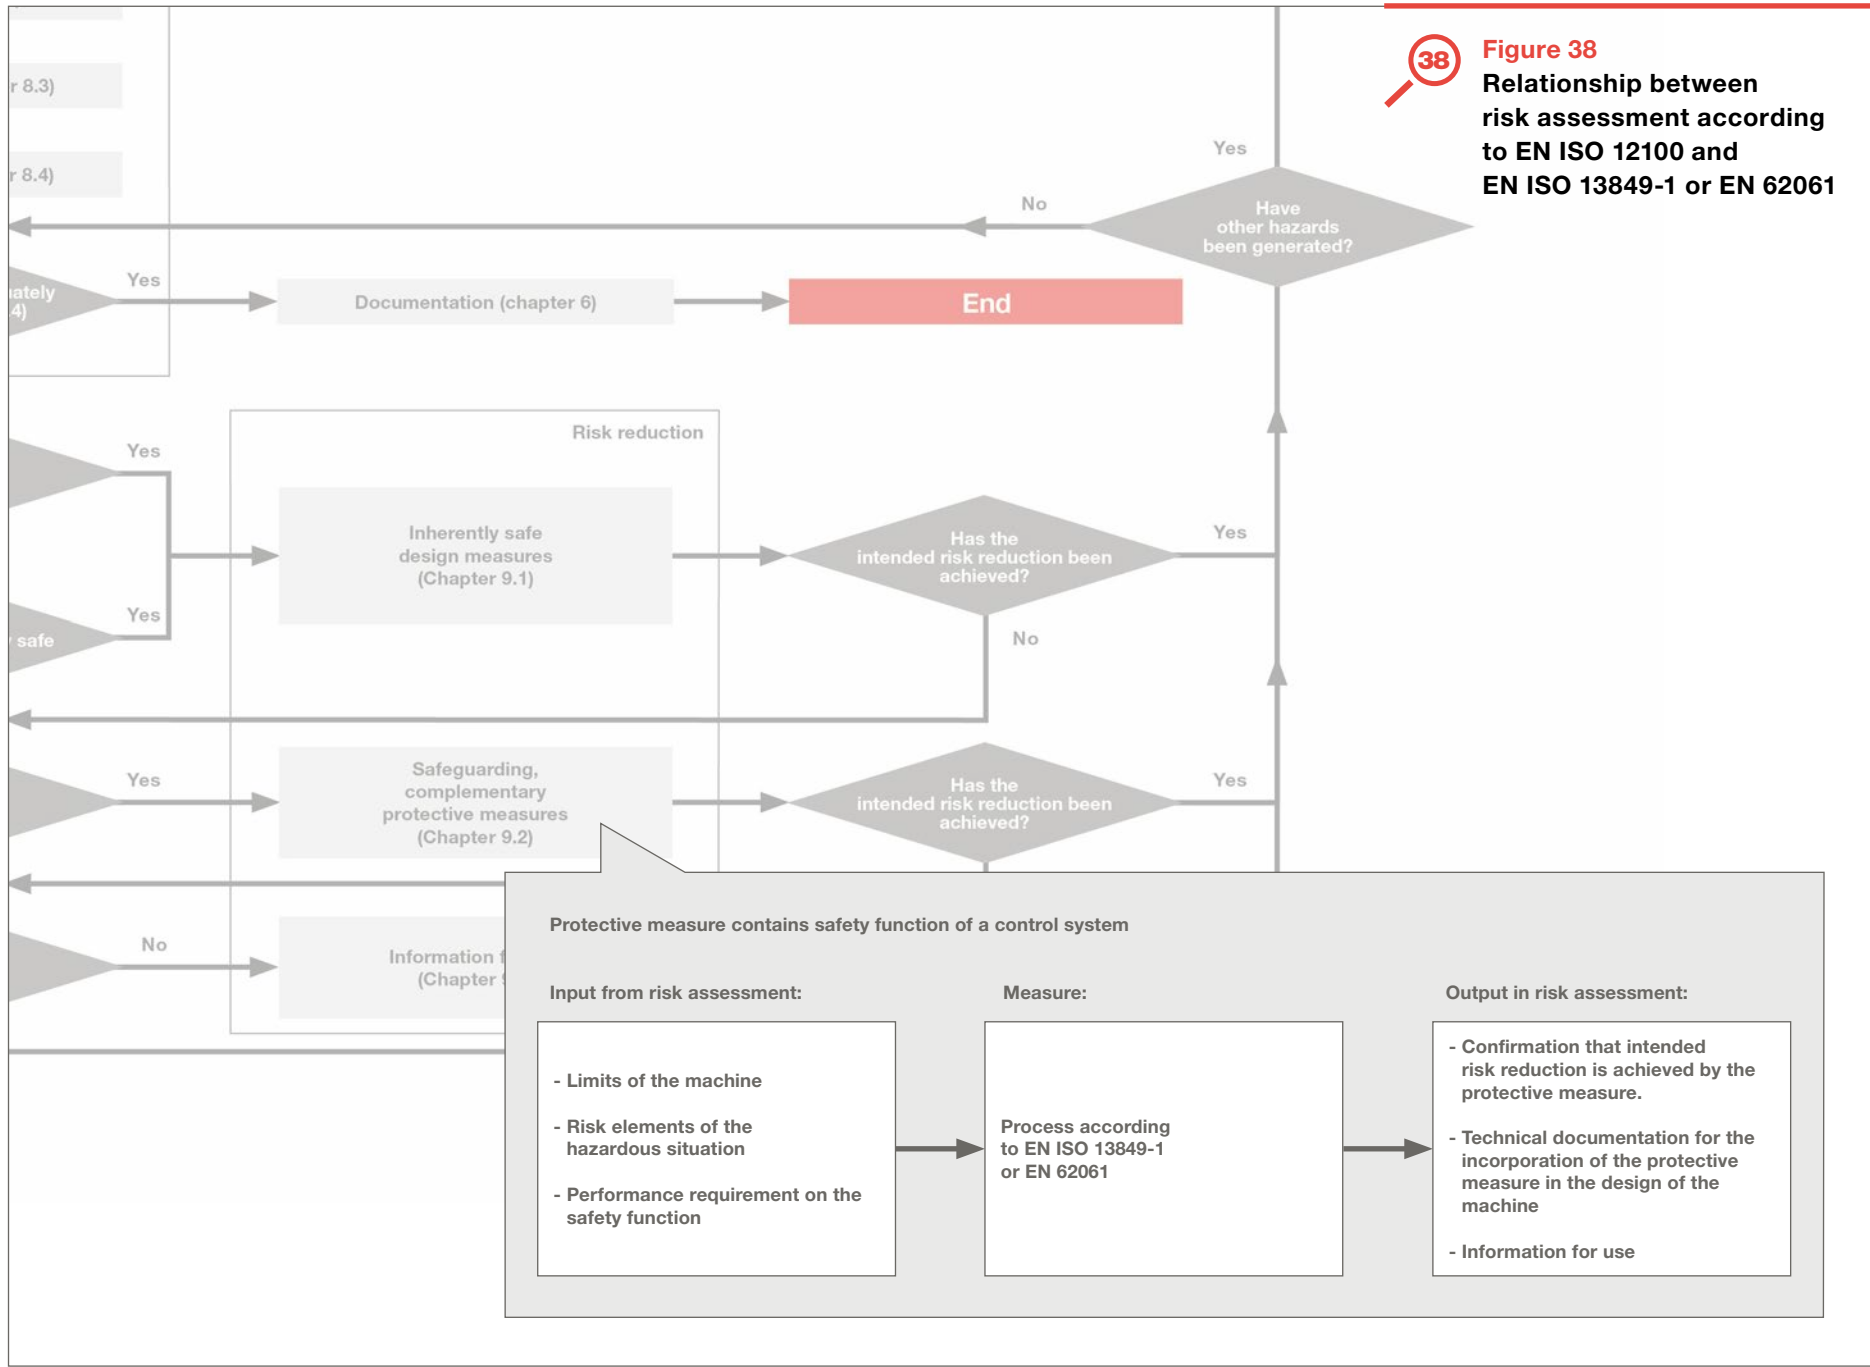 38
Figure 38
Relationship between
risk assessment according
to EN ISO 12100 and
EN ISO 13849-1 or EN 62061
r 8.3)
r 8.4)
Yes
No
Have
other hazards
been generated?
ately
4)
Yes
Documentation (chapter 6)
End
Risk reduction
Yes
Inherently safe
design measures
(Chapter 9.1)
Has the
intended risk reduction been
achieved?
Yes
Yes
safe
No
Yes
Safeguarding,
complementary
protective measures
(Chapter 9.2)
Has the
intended risk reduction been
achieved?
Yes
No
Information f
(Chapter
Protective measure contains safety function of a control system
Input from risk assessment:
- Limits of the machine
- Risk elements of the
hazardous situation
- Performance requirement on the
safety function
Measure:
Process according
to EN ISO 13849-1
or EN 62061
Output in risk assessment:
- Confirmation that intended
risk reduction is achieved by the
protective measure.
- Technical documentation for the
incorporation of the protective
measure in the design of the
machine
- Information for use